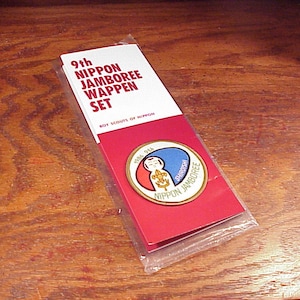 9th
NIPPON
JAMBOREE
WAPPEN
SET
BOY SCOUTS OF NIPPON
NIPPON JAMBOREE